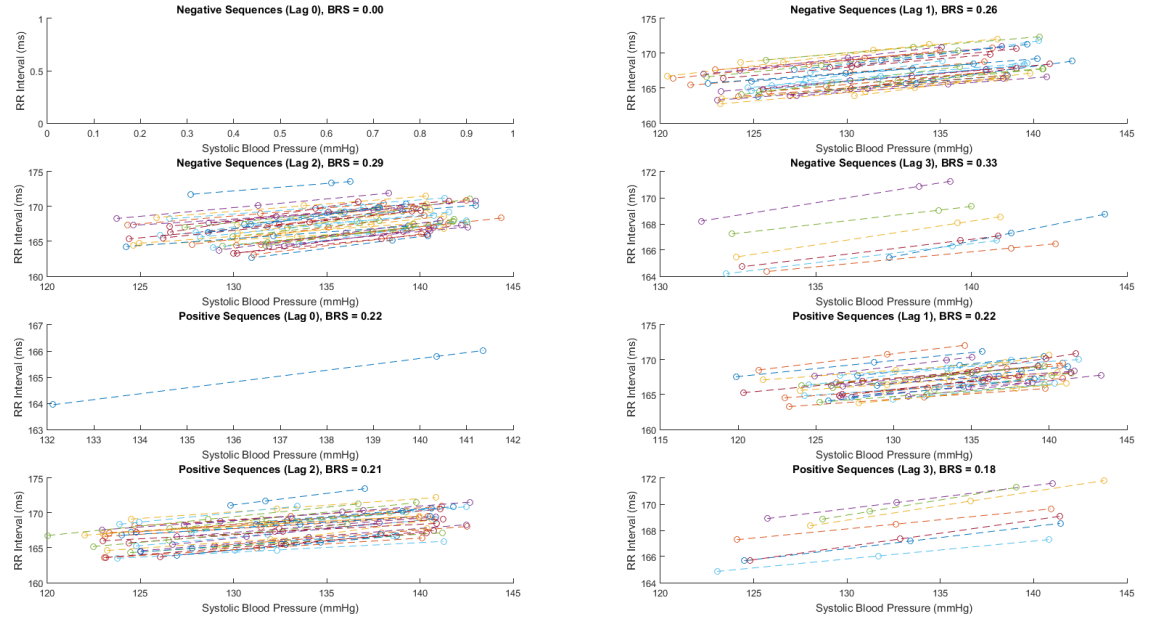 Negative Sequences (Lag 0), BRS = 0.00
1
0.5
0
RR Interval (ms)
0 0.1 0.2 0.3 0.4 0.5 0.6 0.7 0.8 0.9 1
Systolic Blood Pressure (mmHg)
Negative Sequences (Lag 1), BRS = 0.26
175
170
165
160
RR Interval (ms)
120 125 130 135 140 145
Systolic Blood Pressure (mmHg)
Negative Sequences (Lag 2), BRS = 0.29
175
170
165
160
RR Interval (ms)
120 125 130 135 140 145
Systolic Blood Pressure (mmHg)
Negative Sequences (Lag 3), BRS = 0.33
172
170
168
166
164
RR Interval (ms)
130 135 140 145
Systolic Blood Pressure (mmHg)
Positive Sequences (Lag 0), BRS = 0.22
167
166
165
164
163
RR Interval (ms)
132 133 134 135 136 137 138 139 140 141 142
Systolic Blood Pressure (mmHg)
Positive Sequences (Lag 1), BRS = 0.22
175
170
165
160
RR Interval (ms)
115 120 125 130 135 140 145
Systolic Blood Pressure (mmHg)
Positive Sequences (Lag 2), BRS = 0.21
175
170
165
160
RR Interval (ms)
120 125 130 135 140 145
Systolic Blood Pressure (mmHg)
Positive Sequences (Lag 3), BRS = 0.18
172
170
168
166
164
RR Interval (ms)
120 125 130 135 140 145
Systolic Blood Pressure (mmHg)